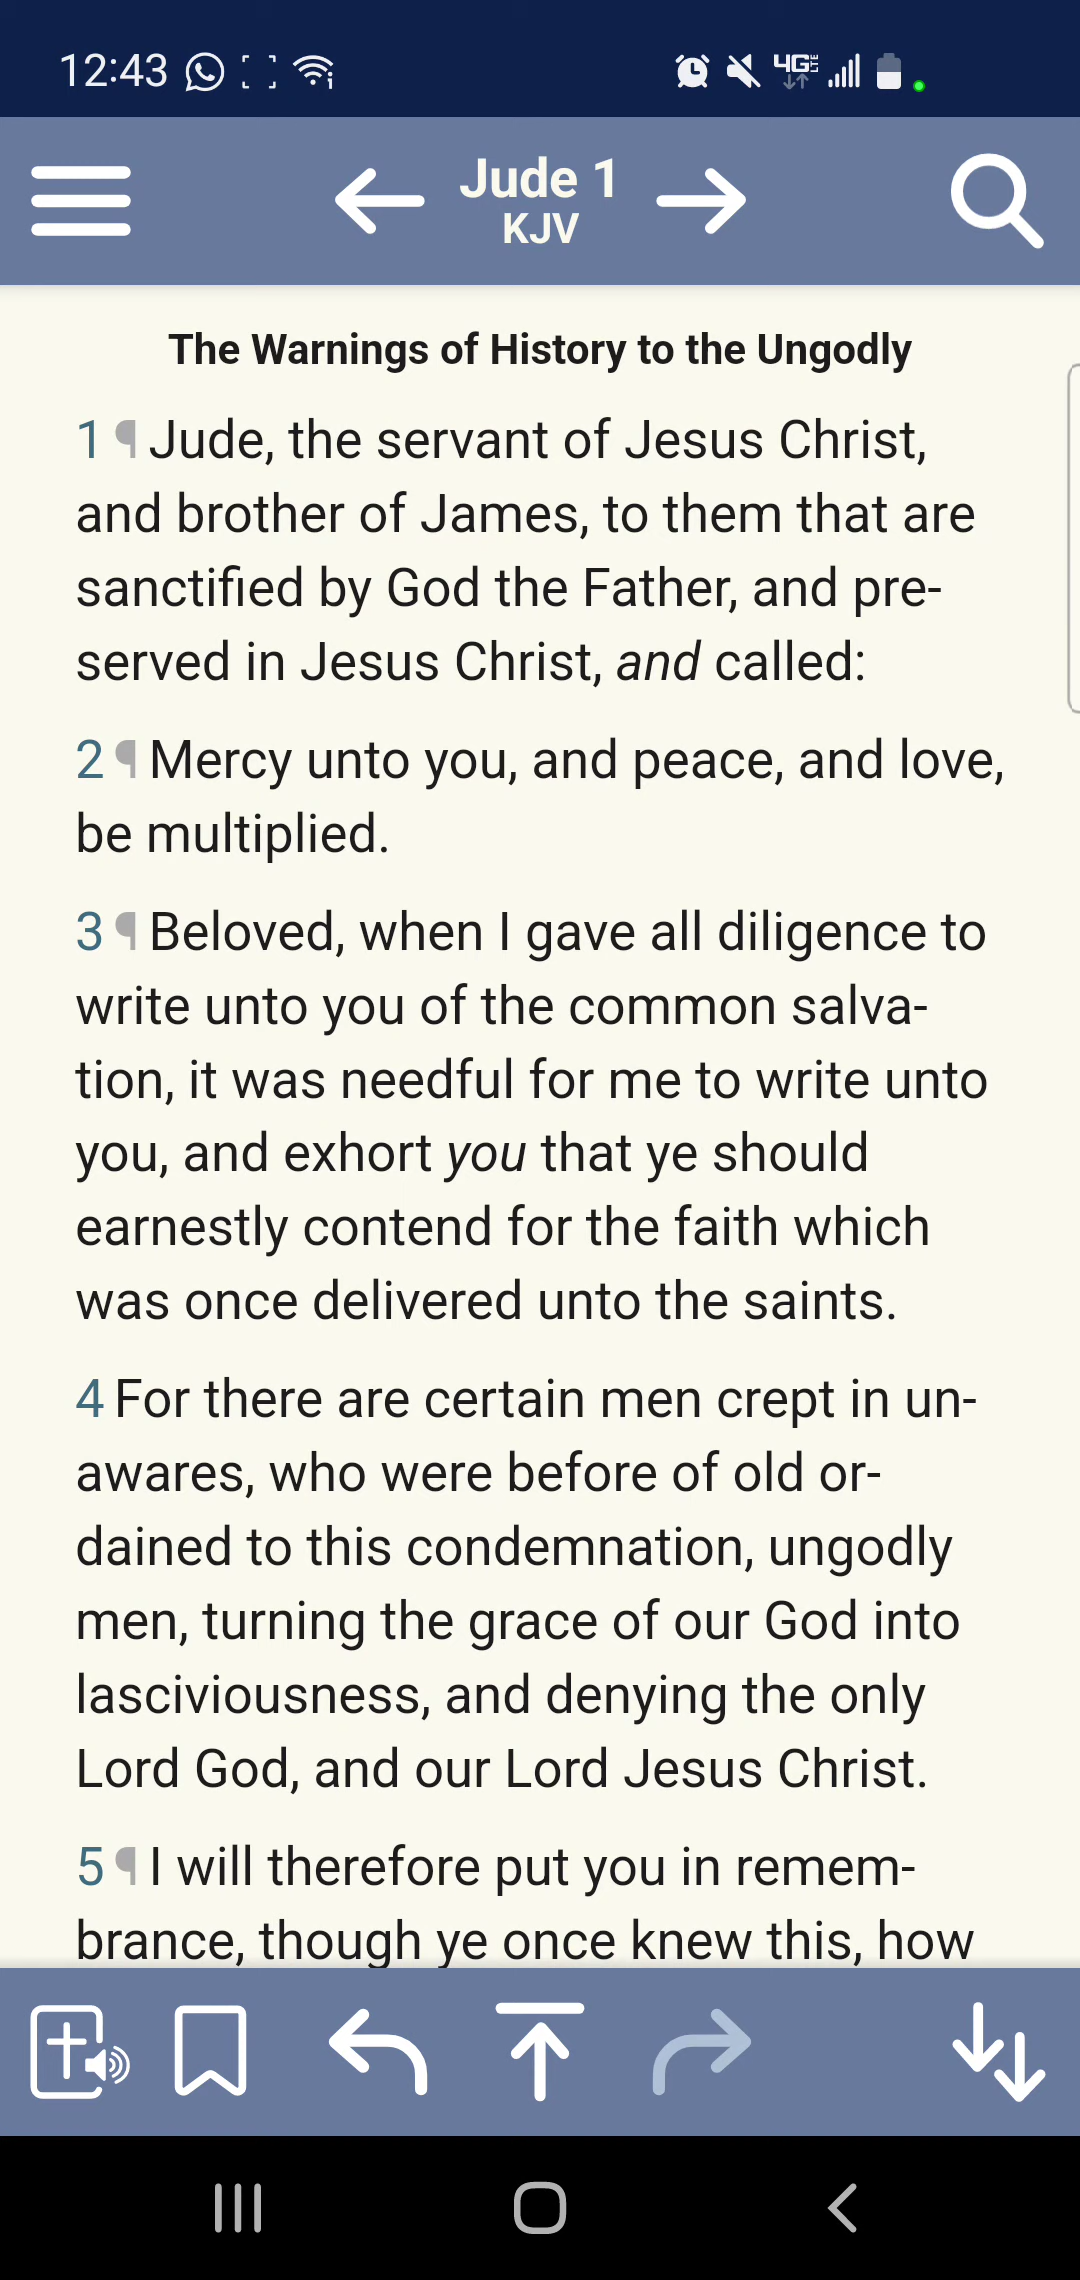 12:43 4G LTE
Jude 1
KJV
The Warnings of History to the Ungodly
1 ¶ Jude, the servant of Jesus Christ,
and brother of James, to them that are
sanctified by God the Father, and pre-
served in Jesus Christ, and called:
2 ¶ Mercy unto you, and peace, and love,
be multiplied.
3 ¶ Beloved, when I gave all diligence to
write unto you of the common salva-
tion, it was needful for me to write unto
you, and exhort you that ye should
earnestly contend for the faith which
was once delivered unto the saints.
4 For there are certain men crept in un-
awares, who were before of old or-
dained to this condemnation, ungodly
men, turning the grace of our God into
lasciviousness, and denying the only
Lord God, and our Lord Jesus Christ.
5 ¶ I will therefore put you in remem-
brance, though ye once knew this, how